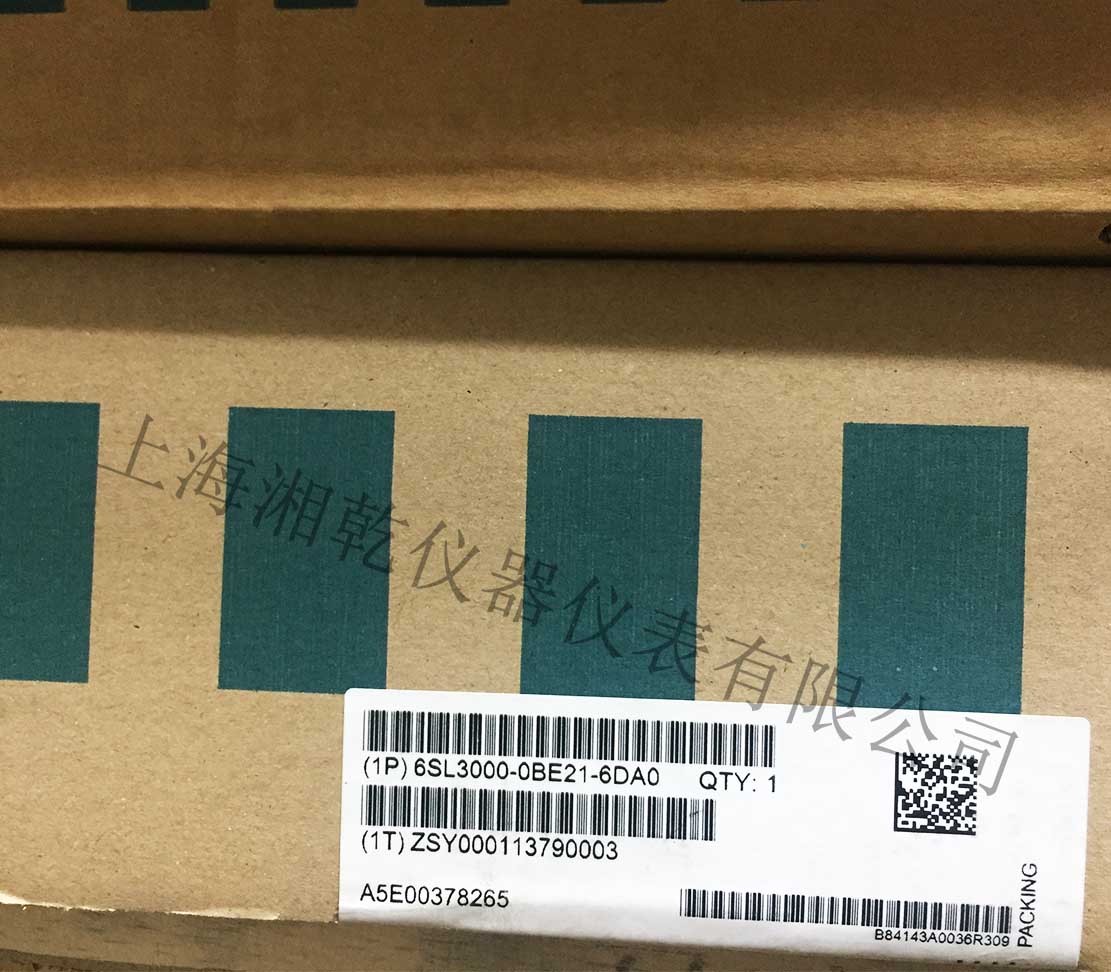 上海湘乾仪器仪表有限公司
(1P) 6SL3000-0BE21-6DA0 QTY: 1
(1T) ZSY000113790003
A5E00378265
B84143A0036R309
PACKING